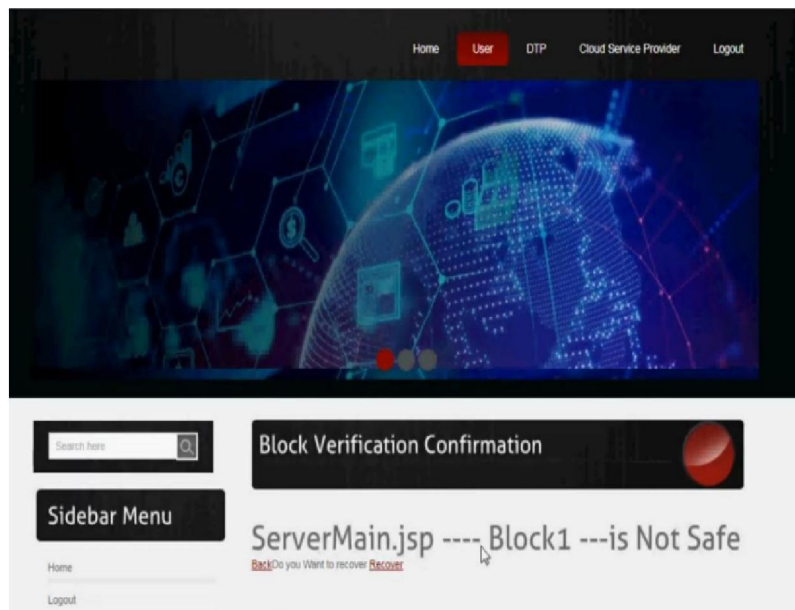 Home User DTP Cloud Service Provider Logout
Search here
Block Verification Confirmation
Sidebar Menu
ServerMain.jsp ---- Block1 ---is Not Safe
BackDo you Want to recover Recover
Home
Logout